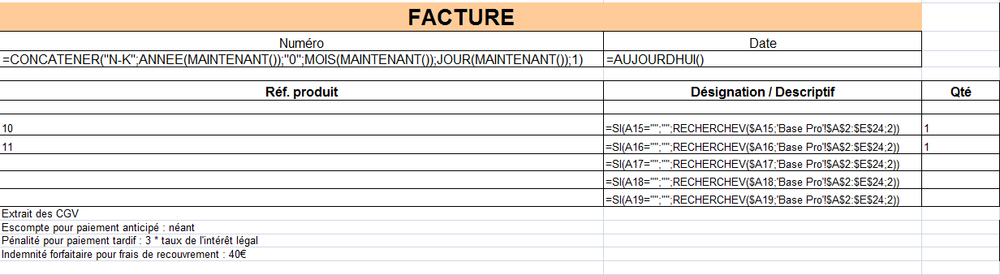 FACTURE
Numéro Date
=CONCATENER("N-K";ANNEE(MAINTENANT());"0";MOIS(MAINTENANT());JOUR(MAINTENANT());1) =AUJOURDHUI()
Réf. produit Désignation / Descriptif Qté
10 =SI(A15="";"";RECHERCHEV($A15;'Base Pro'!$A$2:$E$24;2)) 1
11 =SI(A16="";"";RECHERCHEV($A16;'Base Pro'!$A$2:$E$24;2)) 1
=SI(A17="";"";RECHERCHEV($A17;'Base Pro'!$A$2:$E$24;2))
=SI(A18="";"";RECHERCHEV($A18;'Base Pro'!$A$2:$E$24;2))
=SI(A19="";"";RECHERCHEV($A19;'Base Pro'!$A$2:$E$24;2))
Extrait des CGV
Escompte pour paiement anticipé : néant
Pénalité pour paiement tardif : 3 * taux de l'intérêt légal
Indemnité forfaitaire pour frais de recouvrement : 40€